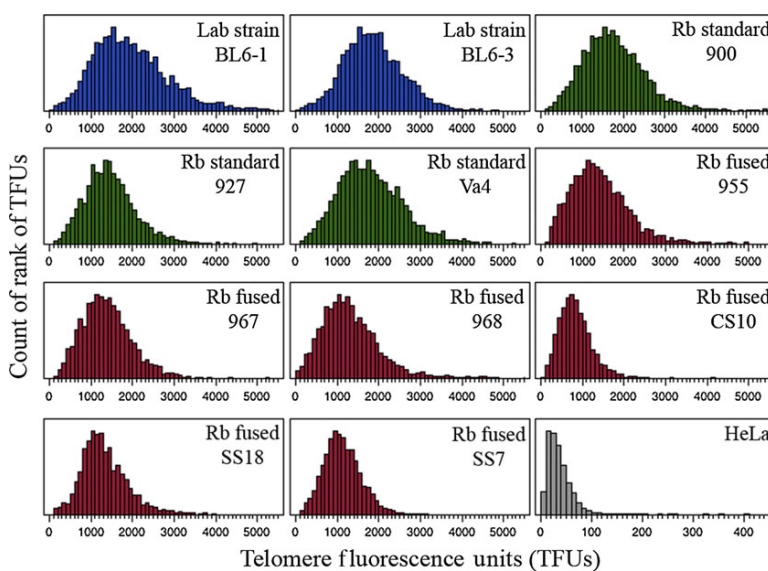 Lab strain
BL6-1
0 1000 2000 3000 4000 5000
Lab strain
BL6-3
0 1000 2000 3000 4000 5000
Rb standard
900
0 1000 2000 3000 4000 5000
Rb standard
927
0 1000 2000 3000 4000 5000
Rb standard
Va4
0 1000 2000 3000 4000 5000
Rb fused
955
0 1000 2000 3000 4000 5000
Rb fused
967
0 1000 2000 3000 4000 5000
Rb fused
968
0 1000 2000 3000 4000 5000
Rb fused
CS10
0 1000 2000 3000 4000 5000
Rb fused
SS18
0 1000 2000 3000 4000 5000
Rb fused
SS7
0 1000 2000 3000 4000 5000
HeLa
0 100 200 300 400
Count of rank of TFUs
Telomere fluorescence units (TFUs)